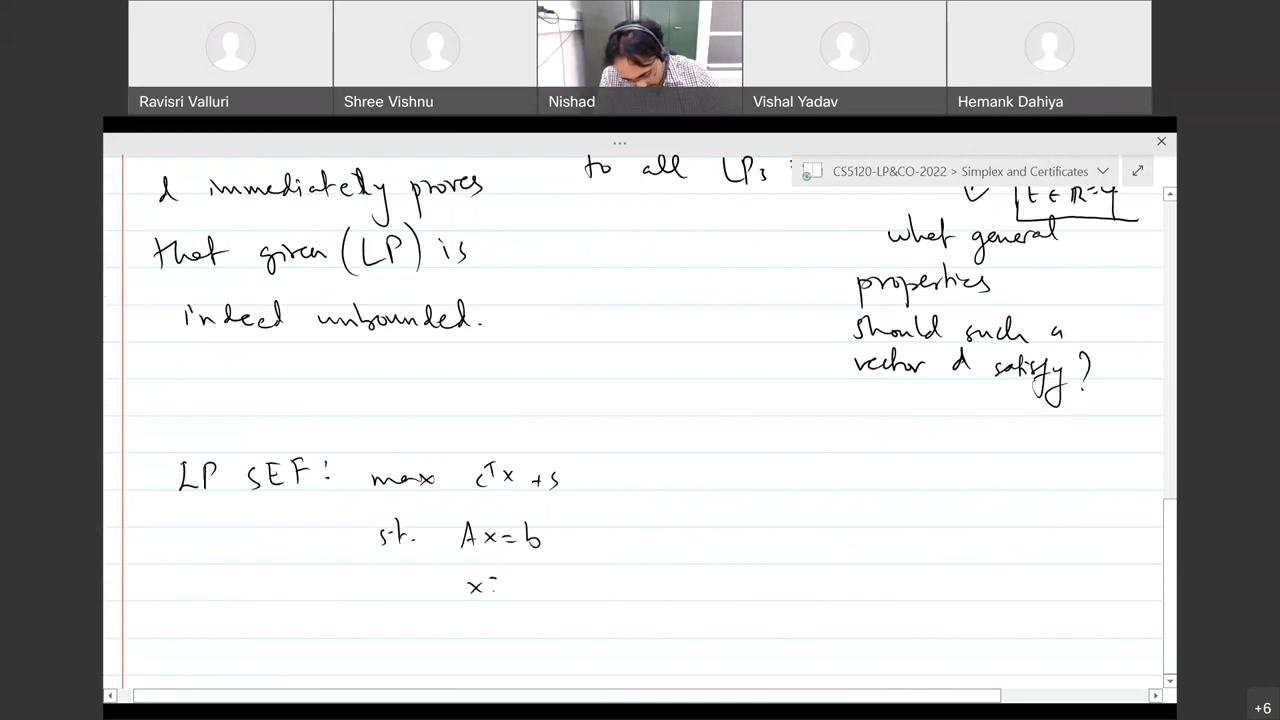 Ravisri Valluri
Shree Vishnu
Nishad
Vishal Yadav
Hemank Dahiya
CS5120-LP&CO-2022 > Simplex and Certificates
d immediately proves
that given (LP) is
indeed unbounded.
to all LPs
t ∈ ℝ
what general
properties
should such a
vector d satisfy?
LP SEF: max cᵀx + s
s.t. Ax = b
x
+6